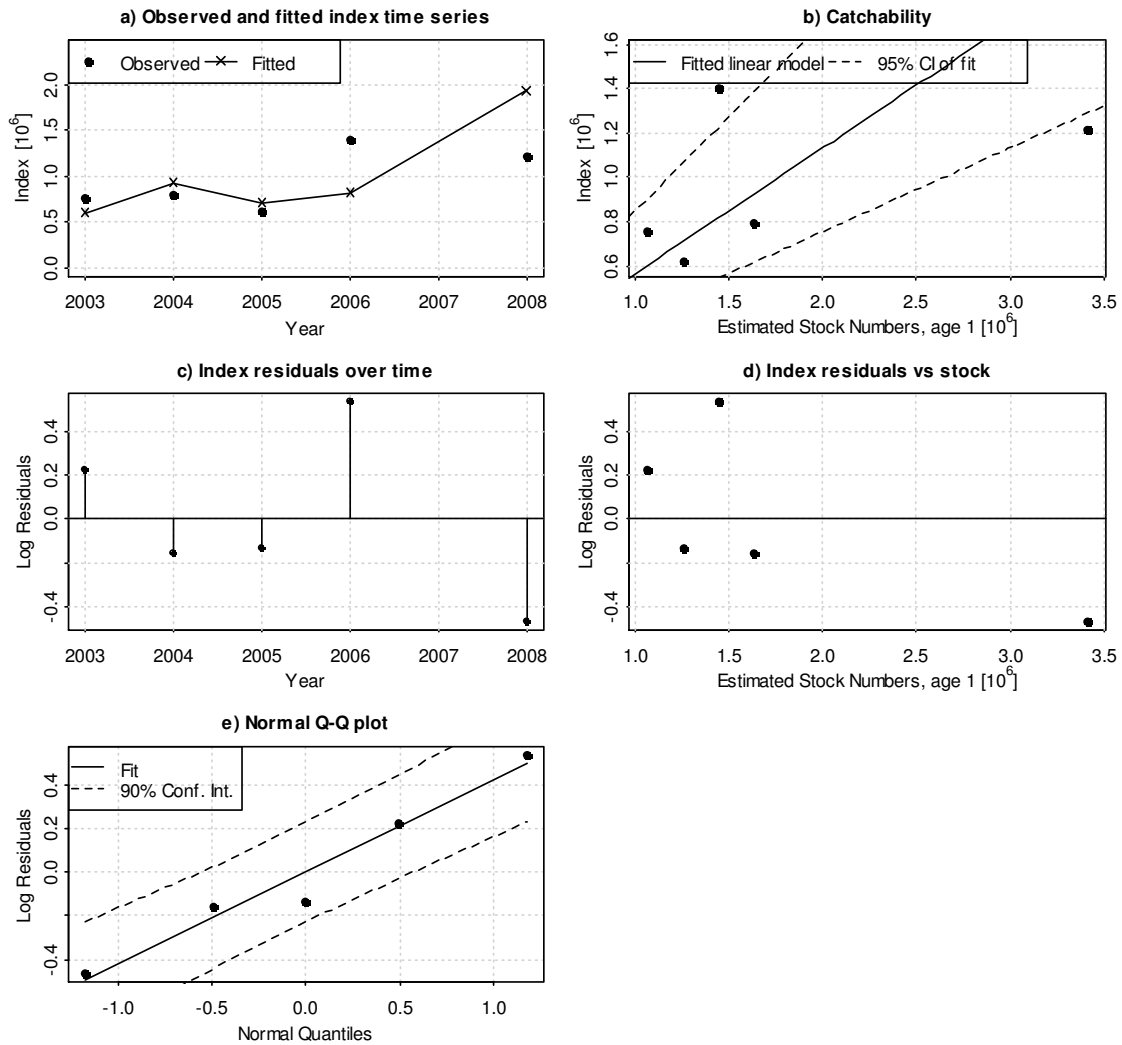 a) Observed and fitted index time series
Observed Fitted
Index [10^6]
0.0 0.5 1.0 1.5 2.0
2003 2004 2005 2006 2007 2008
Year
b) Catchability
Fitted linear model 95% CI of fit
Index [10^6]
0.6 0.8 1.0 1.2 1.4 1.6
1.0 1.5 2.0 2.5 3.0 3.5
Estimated Stock Numbers, age 1 [10^6]
c) Index residuals over time
Log Residuals
-0.4 0.0 0.2 0.4
2003 2004 2005 2006 2007 2008
Year
d) Index residuals vs stock
Log Residuals
-0.4 0.0 0.2 0.4
1.0 1.5 2.0 2.5 3.0 3.5
Estimated Stock Numbers, age 1 [10^6]
e) Normal Q-Q plot
Fit
90% Conf. Int.
Log Residuals
-0.4 0.0 0.2 0.4
-1.0 -0.5 0.0 0.5 1.0
Normal Quantiles